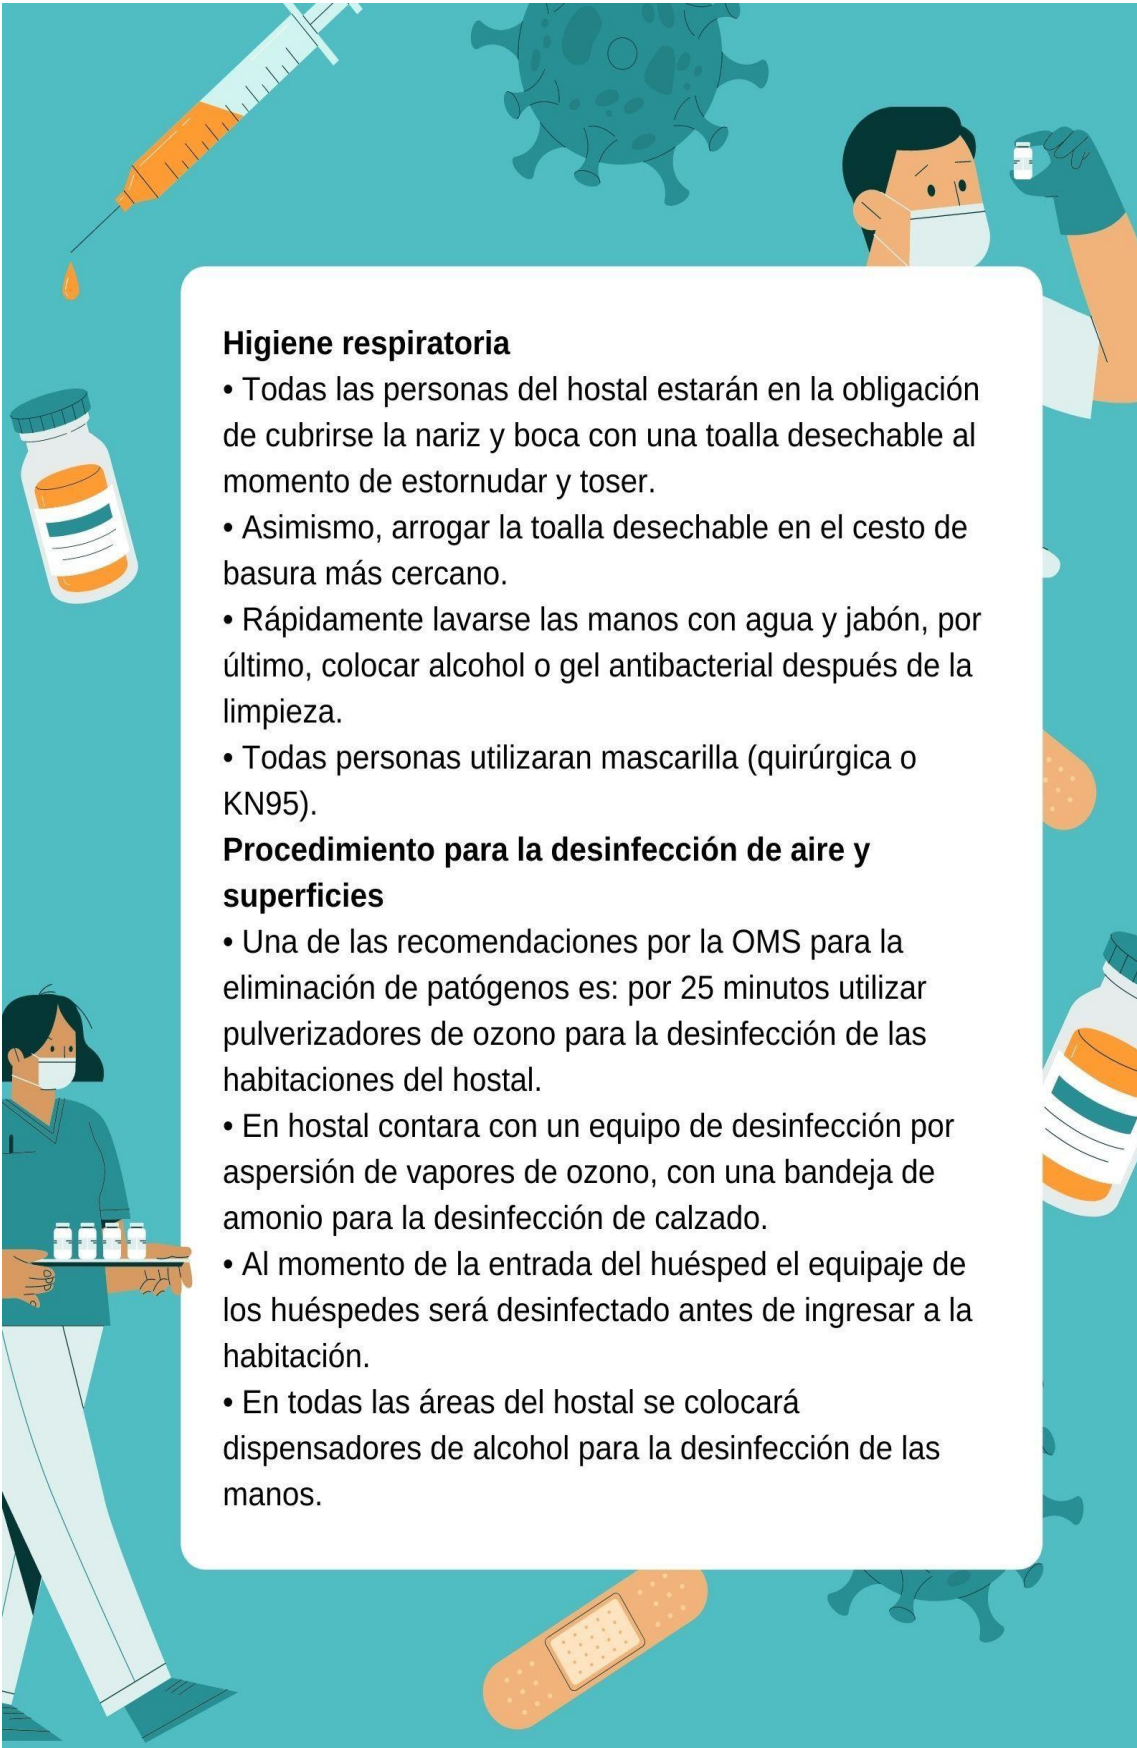 Higiene respiratoria
• Todas las personas del hostal estarán en la obligación
de cubrirse la nariz y boca con una toalla desechable al
momento de estornudar y toser.
• Asimismo, arrogar la toalla desechable en el cesto de
basura más cercano.
• Rápidamente lavarse las manos con agua y jabón, por
último, colocar alcohol o gel antibacterial después de la
limpieza.
• Todas personas utilizaran mascarilla (quirúrgica o
KN95).
Procedimiento para la desinfección de aire y
superficies
• Una de las recomendaciones por la OMS para la
eliminación de patógenos es: por 25 minutos utilizar
pulverizadores de ozono para la desinfección de las
habitaciones del hostal.
• En hostal contara con un equipo de desinfección por
aspersión de vapores de ozono, con una bandeja de
amonio para la desinfección de calzado.
• Al momento de la entrada del huésped el equipaje de
los huéspedes será desinfectado antes de ingresar a la
habitación.
• En todas las áreas del hostal se colocará
dispensadores de alcohol para la desinfección de las
manos.